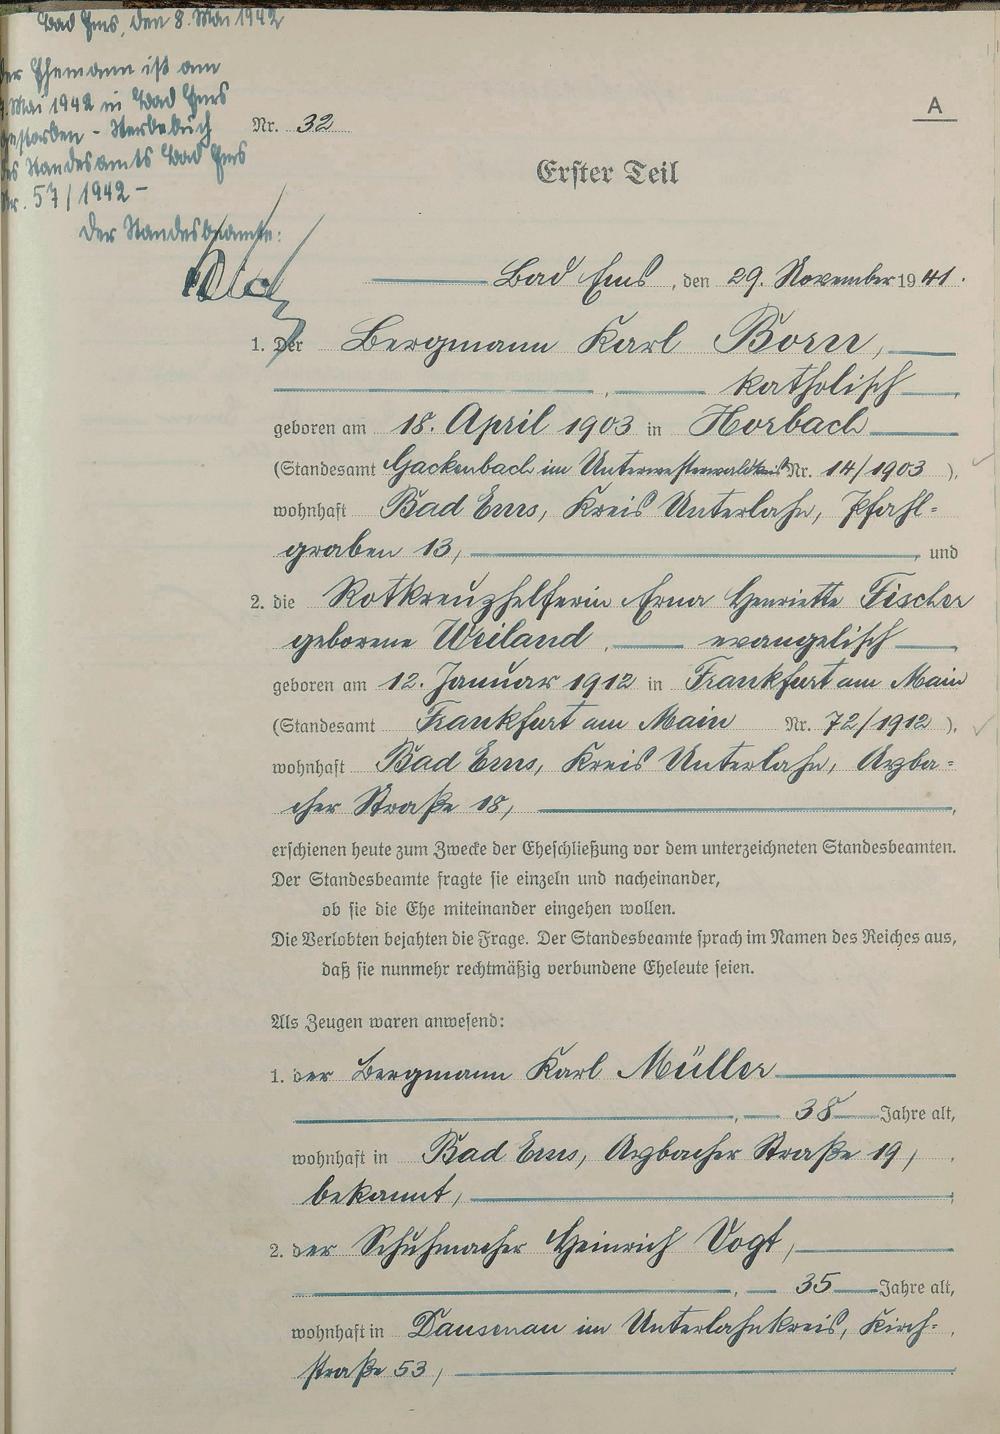 Bad Ems, den 8. Mai 1942
Der Ehemann ist am
Mai 1942 in Bad Ems
gestorben - Sterbebuch
des Standesamts Bad Ems
Nr. 57/1942 -
Der Standesbeamte:
A
Nr. 32
Erster Teil
Bad Ems, den 29. November 1941.
1. Der Bergmann Karl Born,
, katholisch,
geboren am 18. April 1903 in Horbach
(Standesamt Gackenbach im Unterwesterwaldkreis Nr. 14/1903),
wohnhaft Bad Ems, Kreis Unterlahn, Pfahl=
graben 13, , und
2. die Rotkreuzhelferin Erna Henriette Fischer
geborene Weiland, evangelisch,
geboren am 12. Januar 1912 in Frankfurt am Main
(Standesamt Frankfurt am Main Nr. 72/1912),
wohnhaft Bad Ems, Kreis Unterlahn, Arzba=
cher Straße 18, ,
erschienen heute zum Zwecke der Eheschließung vor dem unterzeichneten Standesbeamten.
Der Standesbeamte fragte sie einzeln und nacheinander,
ob sie die Ehe miteinander eingehen wollen.
Die Verlobten bejahten die Frage. Der Standesbeamte sprach im Namen des Reiches aus,
daß sie nunmehr rechtmäßig verbundene Eheleute seien.
Als Zeugen waren anwesend:
1. der Bergmann Karl Müller
, 38 Jahre alt,
wohnhaft in Bad Ems, Arzbacher Straße 19,
bekannt, ;
2. der Schuhmacher Heinrich Vogt,
, 35 Jahre alt,
wohnhaft in Dausenau im Unterlahnkreis, Kirch=
straße 53,